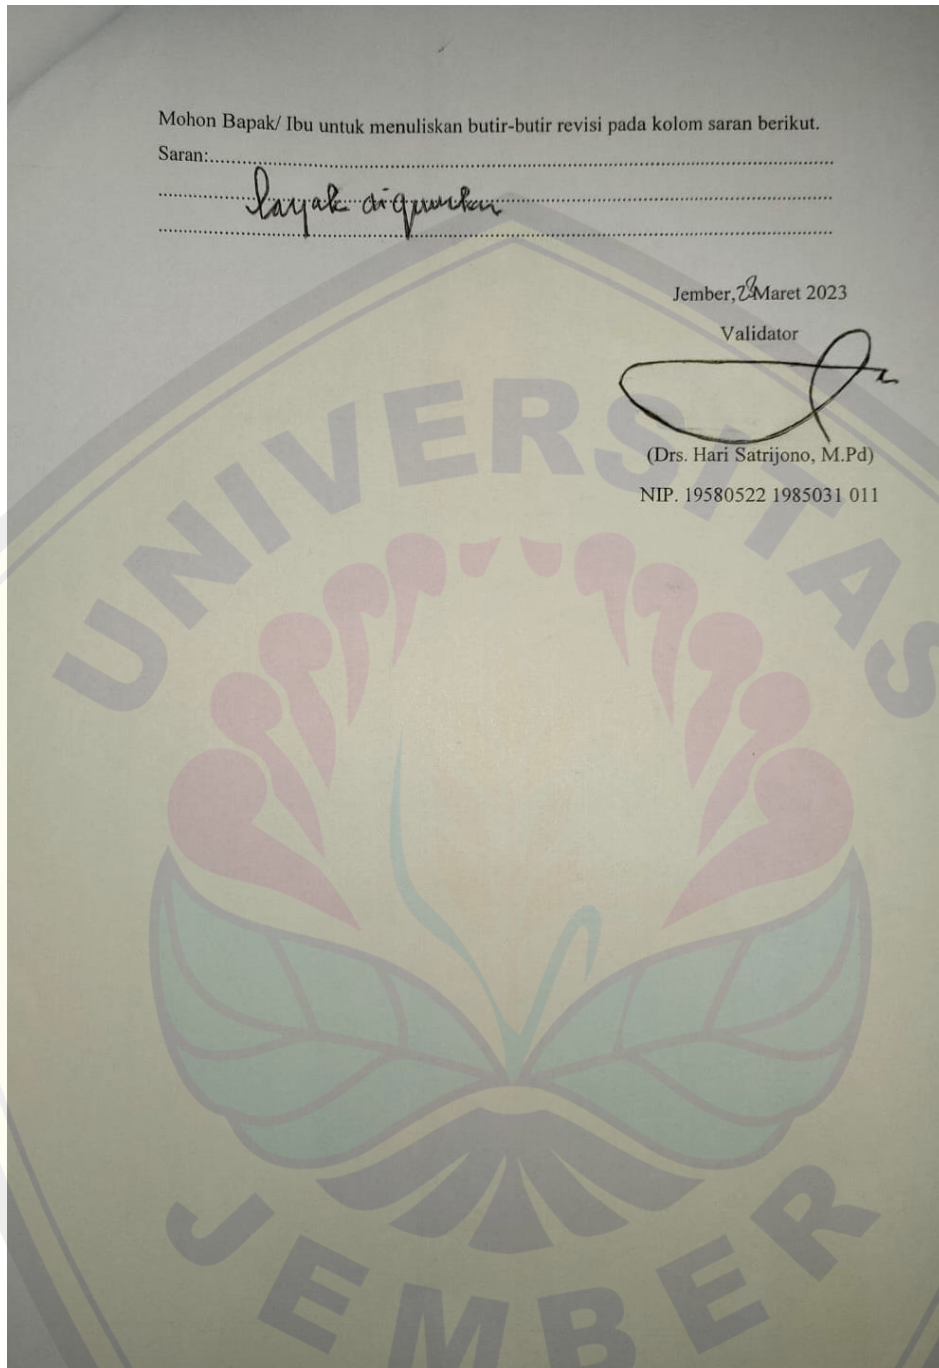 Mohon Bapak/ Ibu untuk menuliskan butir-butir revisi pada kolom saran berikut.
Saran:
layak digunakan
Jember, 28 Maret 2023
Validator
(Drs. Hari Satrijono, M.Pd)
NIP. 19580522 1985031 011
UNIVERSITAS
JEMBER